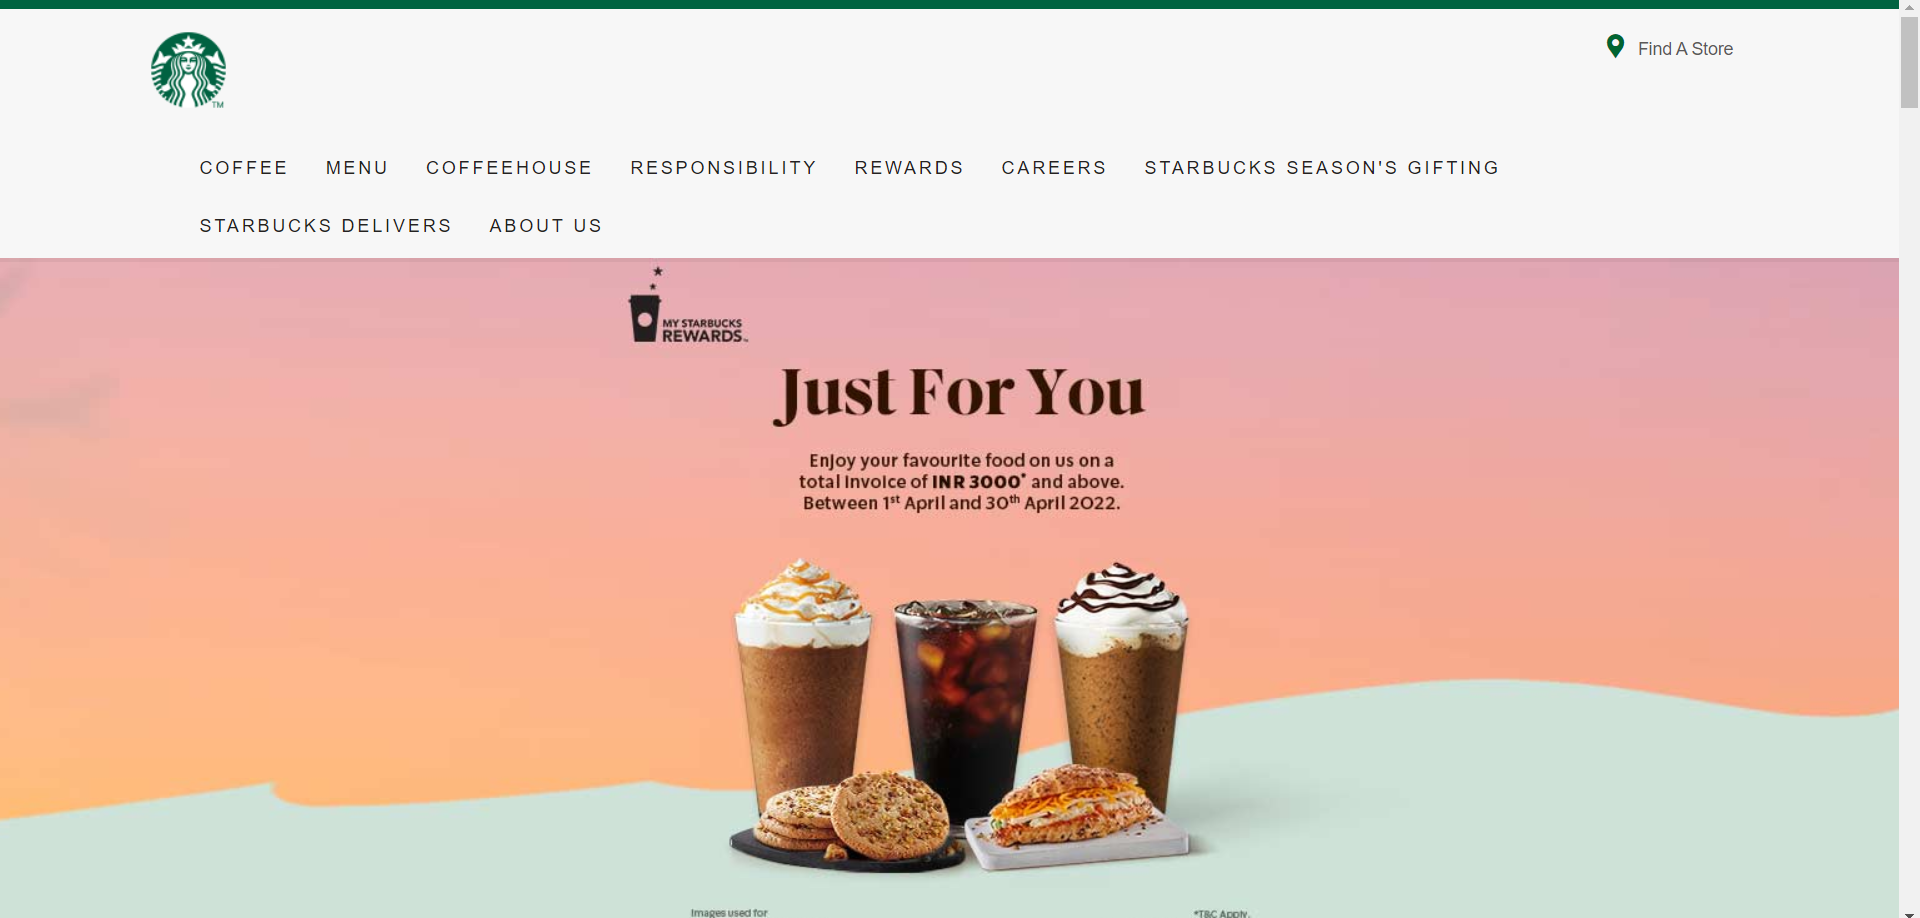 TM
Find A Store
COFFEE MENU COFFEEHOUSE RESPONSIBILITY REWARDS CAREERS STARBUCKS SEASON'S GIFTING
STARBUCKS DELIVERS ABOUT US
MY STARBUCKS
REWARDS™
Just For You
Enjoy your favourite food on us on a
total invoice of INR 3000* and above.
Between 1st April and 30th April 2022.
Images used for
*T&C Apply.